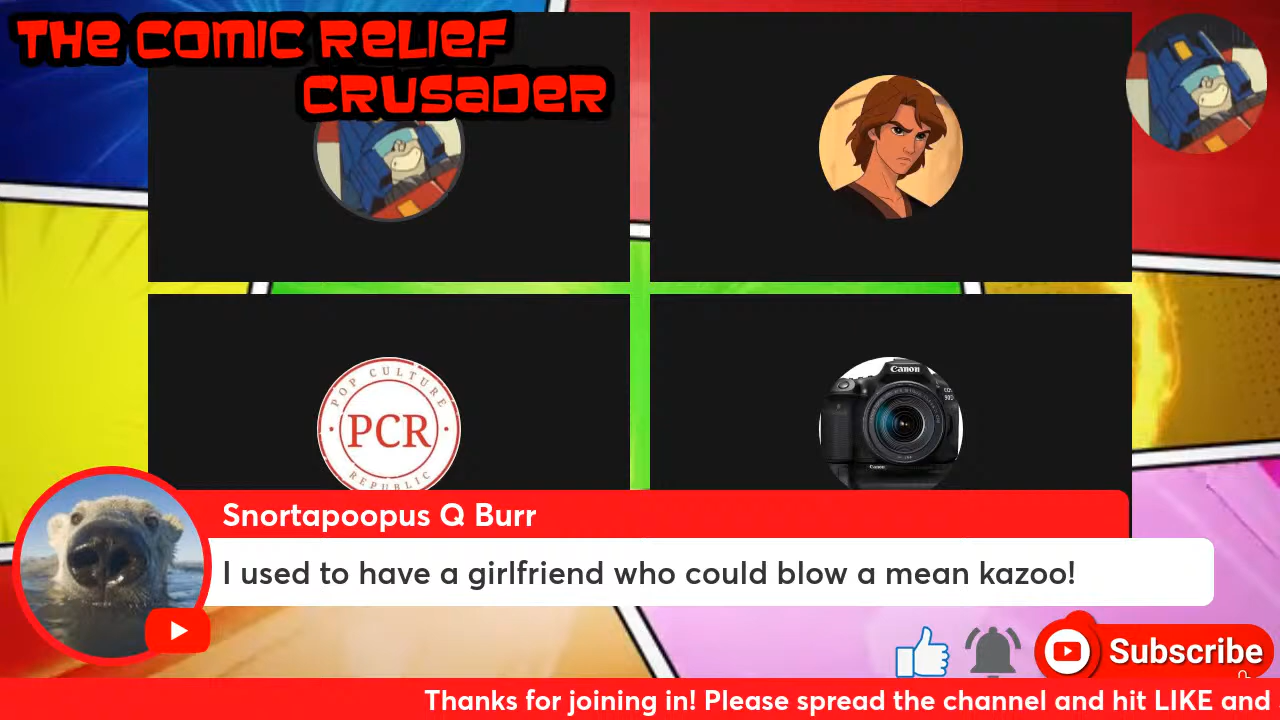 THE COMIC RELIEF
CRUSADER
POP CULTURE
PCR
REPUBLIC
Canon
Canon
Snortapoopus Q Burr
I used to have a girlfriend who could blow a mean kazoo!
Subscribe
Thanks for joining in! Please spread the channel and hit LIKE and